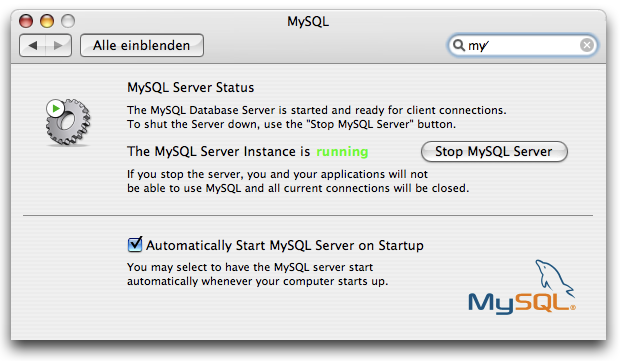 MySQL
Alle einblenden
my
MySQL Server Status
The MySQL Database Server is started and ready for client connections.
To shut the Server down, use the "Stop MySQL Server" button.
The MySQL Server Instance is running
Stop MySQL Server
If you stop the server, you and your applications will not
be able to use MySQL and all current connections will be closed.
Automatically Start MySQL Server on Startup
You may select to have the MySQL server start
automatically whenever your computer starts up.
MySQL®